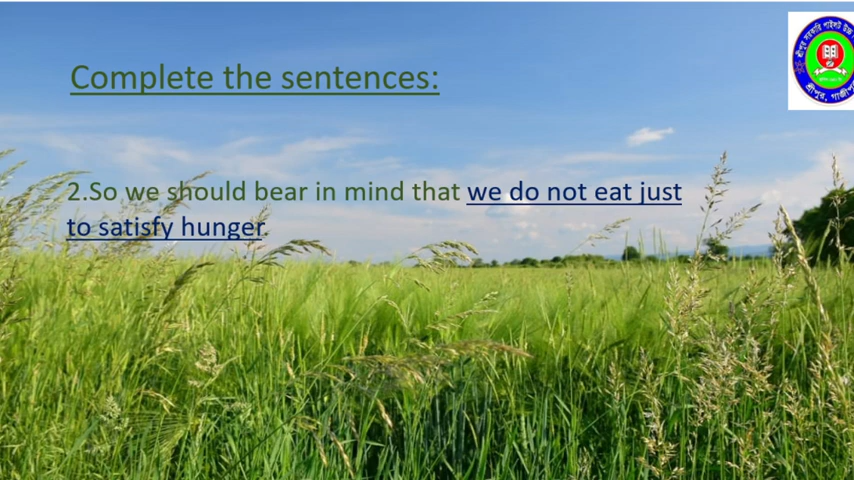 Complete the sentences:
2.So we should bear in mind that we do not eat just
to satisfy hunger.
শ্রীপুর, গাজীপুর